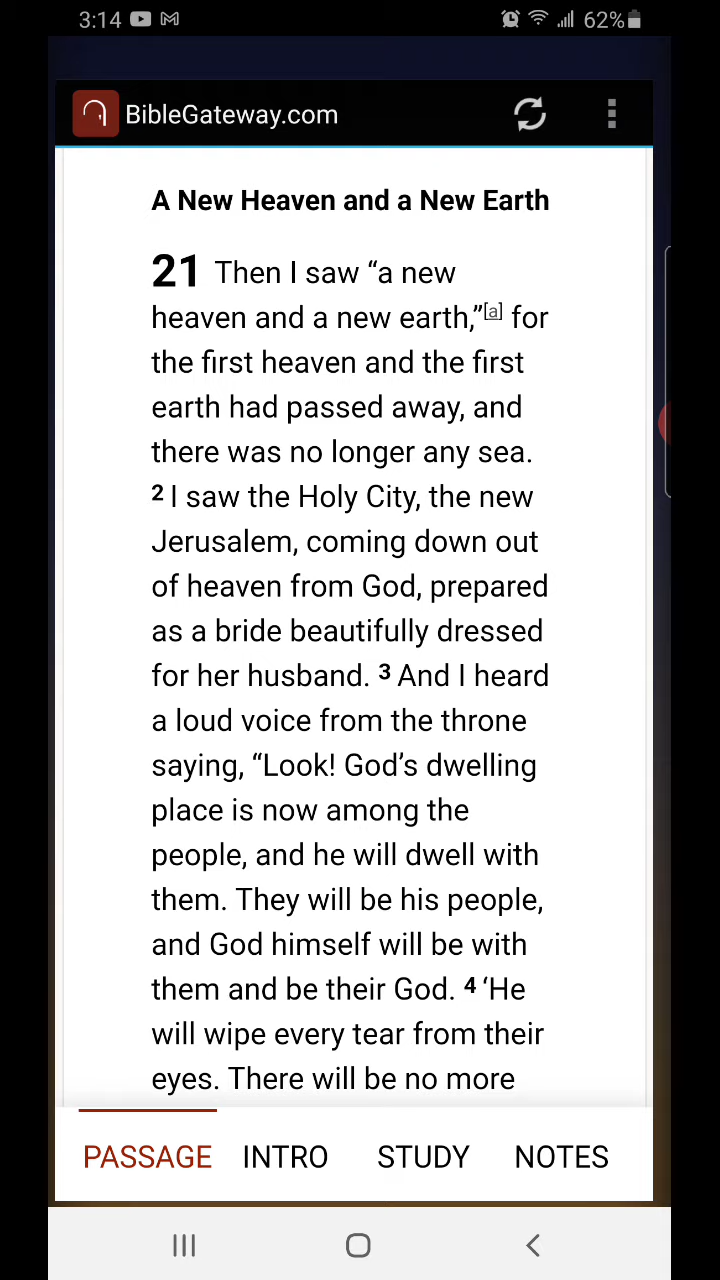 3:14 62%
BibleGateway.com
A New Heaven and a New Earth
21 Then I saw “a new
heaven and a new earth,”[a] for
the first heaven and the first
earth had passed away, and
there was no longer any sea.
2 I saw the Holy City, the new
Jerusalem, coming down out
of heaven from God, prepared
as a bride beautifully dressed
for her husband. 3 And I heard
a loud voice from the throne
saying, “Look! God’s dwelling
place is now among the
people, and he will dwell with
them. They will be his people,
and God himself will be with
them and be their God. 4 ‘He
will wipe every tear from their
eyes. There will be no more
PASSAGE INTRO STUDY NOTES